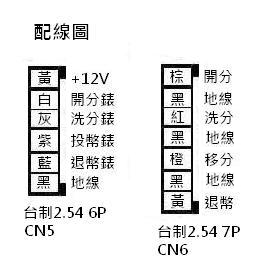 配線圖
黃 +12V
白 開分錶
灰 洗分錶
紫 投幣錶
藍 退幣錶
黑 地線
台制2.54 6P
CN5
棕 開分
黑 地線
紅 洗分
黑 地線
橙 移分
黑 地線
黃 退幣
台制2.54 7P
CN6